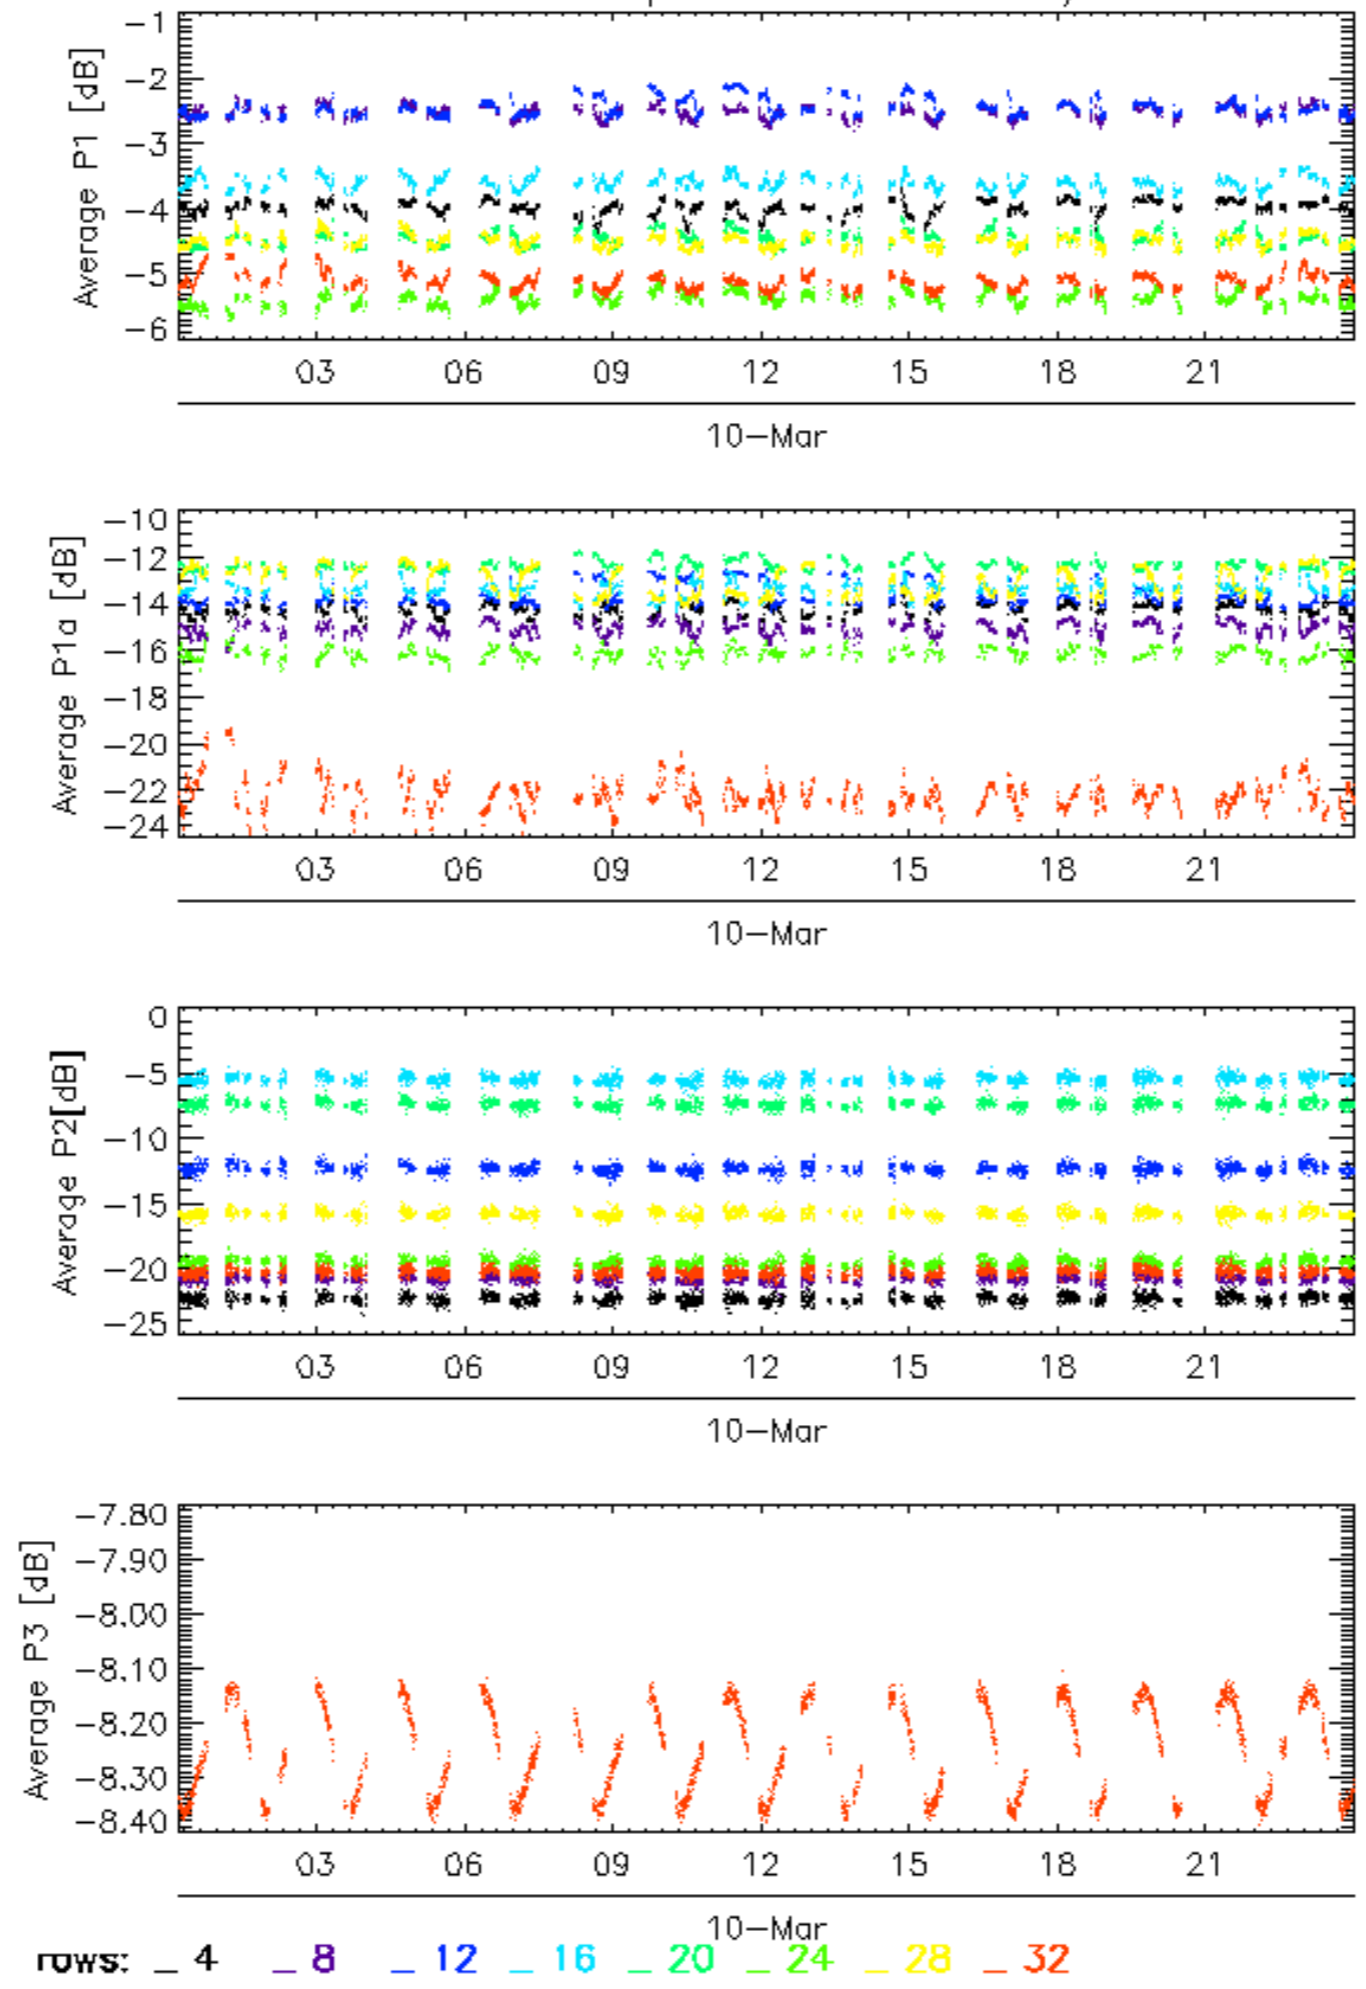 Average P1 [dB]
-1
-2
-3
-4
-5
-6
03 06 09 12 15 18 21
10-Mar
Average P1a [dB]
-10
-12
-14
-16
-18
-20
-22
-24
03 06 09 12 15 18 21
10-Mar
Average P2[dB]
0
-5
-10
-15
-20
-25
03 06 09 12 15 18 21
10-Mar
Average P3 [dB]
-7.80
-7.90
-8.00
-8.10
-8.20
-8.30
-8.40
03 06 09 12 15 18 21
10-Mar
rows: _ 4 _ 8 _ 12 _ 16 _ 20 _ 24 _ 28 _ 32